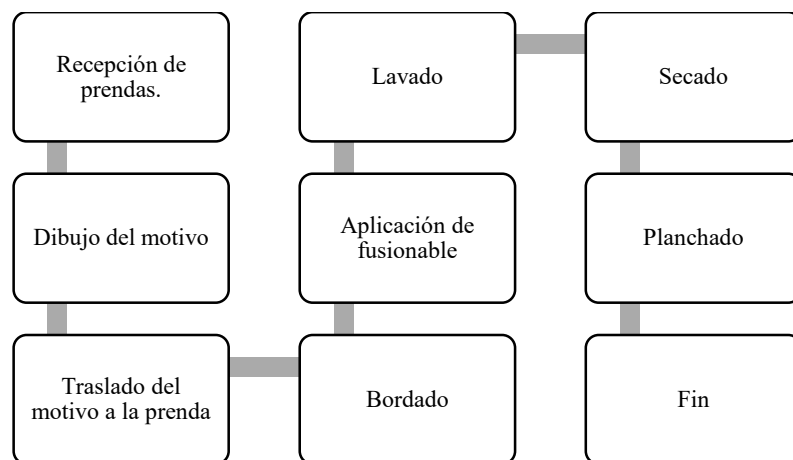 Recepción de
prendas.
Dibujo del motivo
Traslado del
motivo a la prenda
Bordado
Aplicación de
fusionable
Lavado
Secado
Planchado
Fin